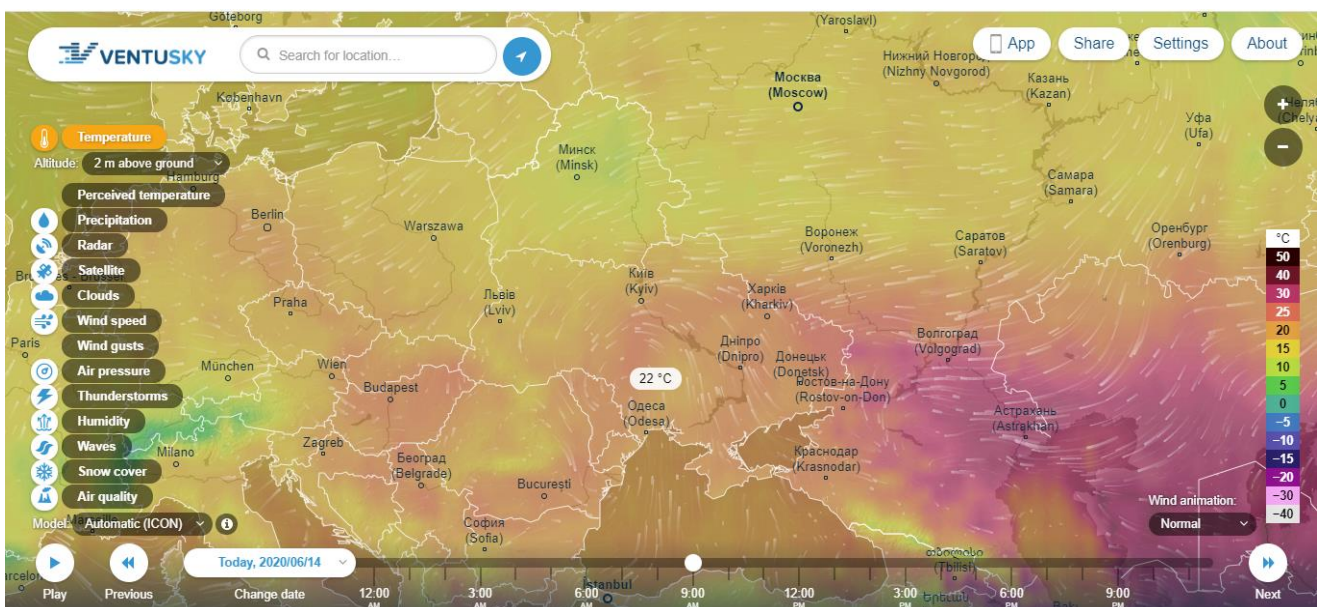 Göteborg
(Yaroslavl)
VENTUSKY
Search for location...
App
Share
Settings
About
Нижний Новгород
(Nizhny Novgorod)
Москва
(Moscow)
Казань
(Kazan)
København
Уфа
(Ufa)
+
−
Temperature
Altitude:
2 m above ground
Hamburg
Минск
(Minsk)
Самара
(Samara)
Perceived temperature
Precipitation
Radar
Satellite
Clouds
Wind speed
Wind gusts
Air pressure
Thunderstorms
Humidity
Waves
Snow cover
Air quality
Berlin
Warszawa
Воронеж
(Voronezh)
Саратов
(Saratov)
Оренбург
(Orenburg)
Київ
(Kyiv)
Харків
(Kharkiv)
Львів
(Lviv)
Praha
Paris
München
Wien
Budapest
Дніпро
(Dnipro)
Донецьк
(Donetsk)
Волгоград
(Volgograd)
22 °C
Ростов-на-Дону
(Rostov-on-Don)
Одеса
(Odesa)
Астрахань
(Astrakhan)
Zagreb
Milano
Београд
(Belgrade)
Краснодар
(Krasnodar)
București
София
(Sofia)
°C
50
40
30
25
20
15
10
5
0
−5
−10
−15
−20
−30
−40
Wind animation:
Normal
Model:
Automatic (ICON)
თბილისი
(Tbilisi)
İstanbul
Play
Previous
Today, 2020/06/14
Change date
12:00
AM
3:00
AM
6:00
AM
9:00
AM
12:00
PM
3:00
PM
6:00
PM
9:00
PM
Next